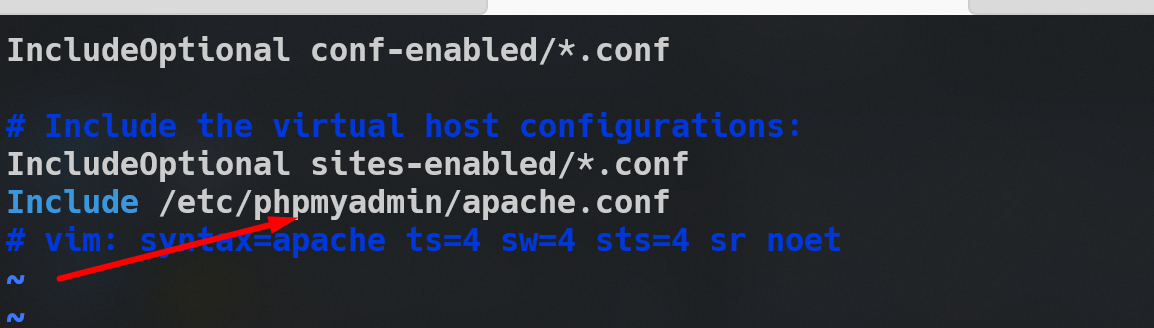 IncludeOptional conf-enabled/*.conf
# Include the virtual host configurations:
IncludeOptional sites-enabled/*.conf
Include /etc/phpmyadmin/apache.conf
# vim: syntax=apache ts=4 sw=4 sts=4 sr noet
~
~